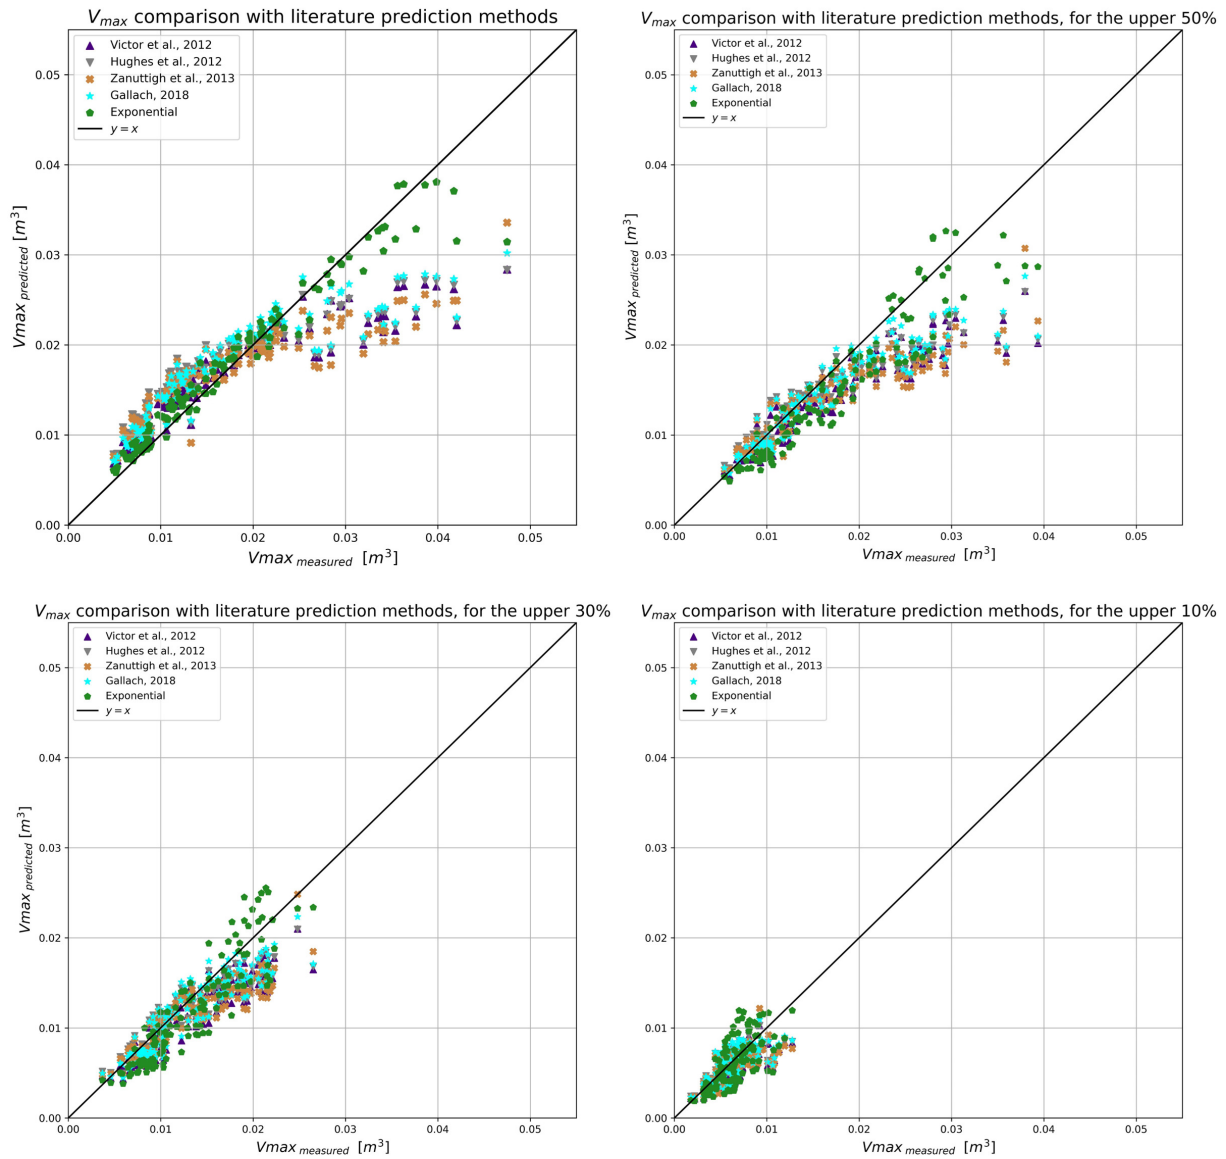 V_max comparison with literature prediction methods
Victor et al., 2012
Hughes et al., 2012
Zanuttigh et al., 2013
Gallach, 2018
Exponential
y = x
0.05
0.04
0.03
0.02
0.01
0.00
Vmax predicted [m³]
0.00 0.01 0.02 0.03 0.04 0.05
Vmax measured [m³]
V_max comparison with literature prediction methods, for the upper 50%
Victor et al., 2012
Hughes et al., 2012
Zanuttigh et al., 2013
Gallach, 2018
Exponential
y = x
0.05
0.04
0.03
0.02
0.01
0.00
Vmax predicted [m³]
0.00 0.01 0.02 0.03 0.04 0.05
Vmax measured [m³]
V_max comparison with literature prediction methods, for the upper 30%
Victor et al., 2012
Hughes et al., 2012
Zanuttigh et al., 2013
Gallach, 2018
Exponential
y = x
0.05
0.04
0.03
0.02
0.01
0.00
Vmax predicted [m³]
0.00 0.01 0.02 0.03 0.04 0.05
Vmax measured [m³]
V_max comparison with literature prediction methods, for the upper 10%
Victor et al., 2012
Hughes et al., 2012
Zanuttigh et al., 2013
Gallach, 2018
Exponential
y = x
0.05
0.04
0.03
0.02
0.01
0.00
Vmax predicted [m³]
0.00 0.01 0.02 0.03 0.04 0.05
Vmax measured [m³]